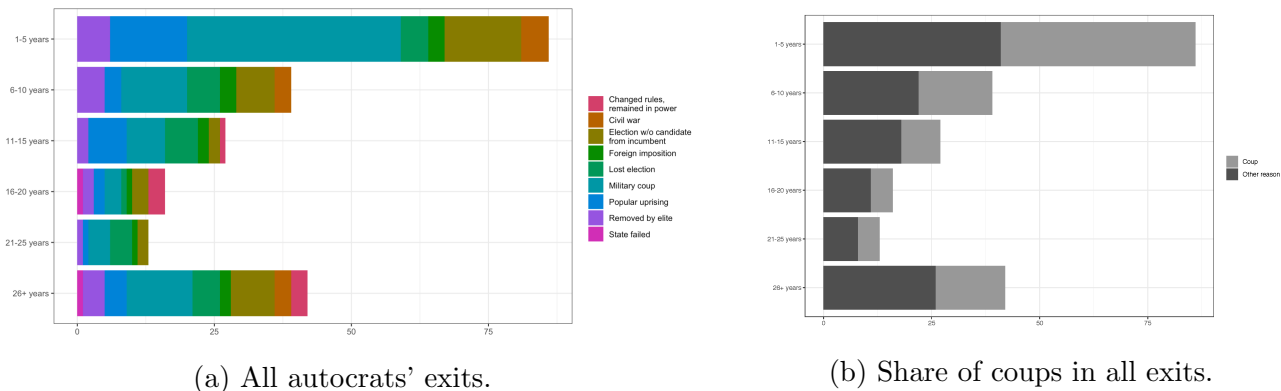 1-5 years
6-10 years
11-15 years
16-20 years
21-25 years
26+ years
0
25
50
75
Changed rules,
remained in power
Civil war
Election w/o candidate
from incumbent
Foreign imposition
Lost election
Military coup
Popular uprising
Removed by elite
State failed
(a) All autocrats' exits.
1-5 years
6-10 years
11-15 years
16-20 years
21-25 years
26+ years
0
25
50
75
Coup
Other reason
(b) Share of coups in all exits.